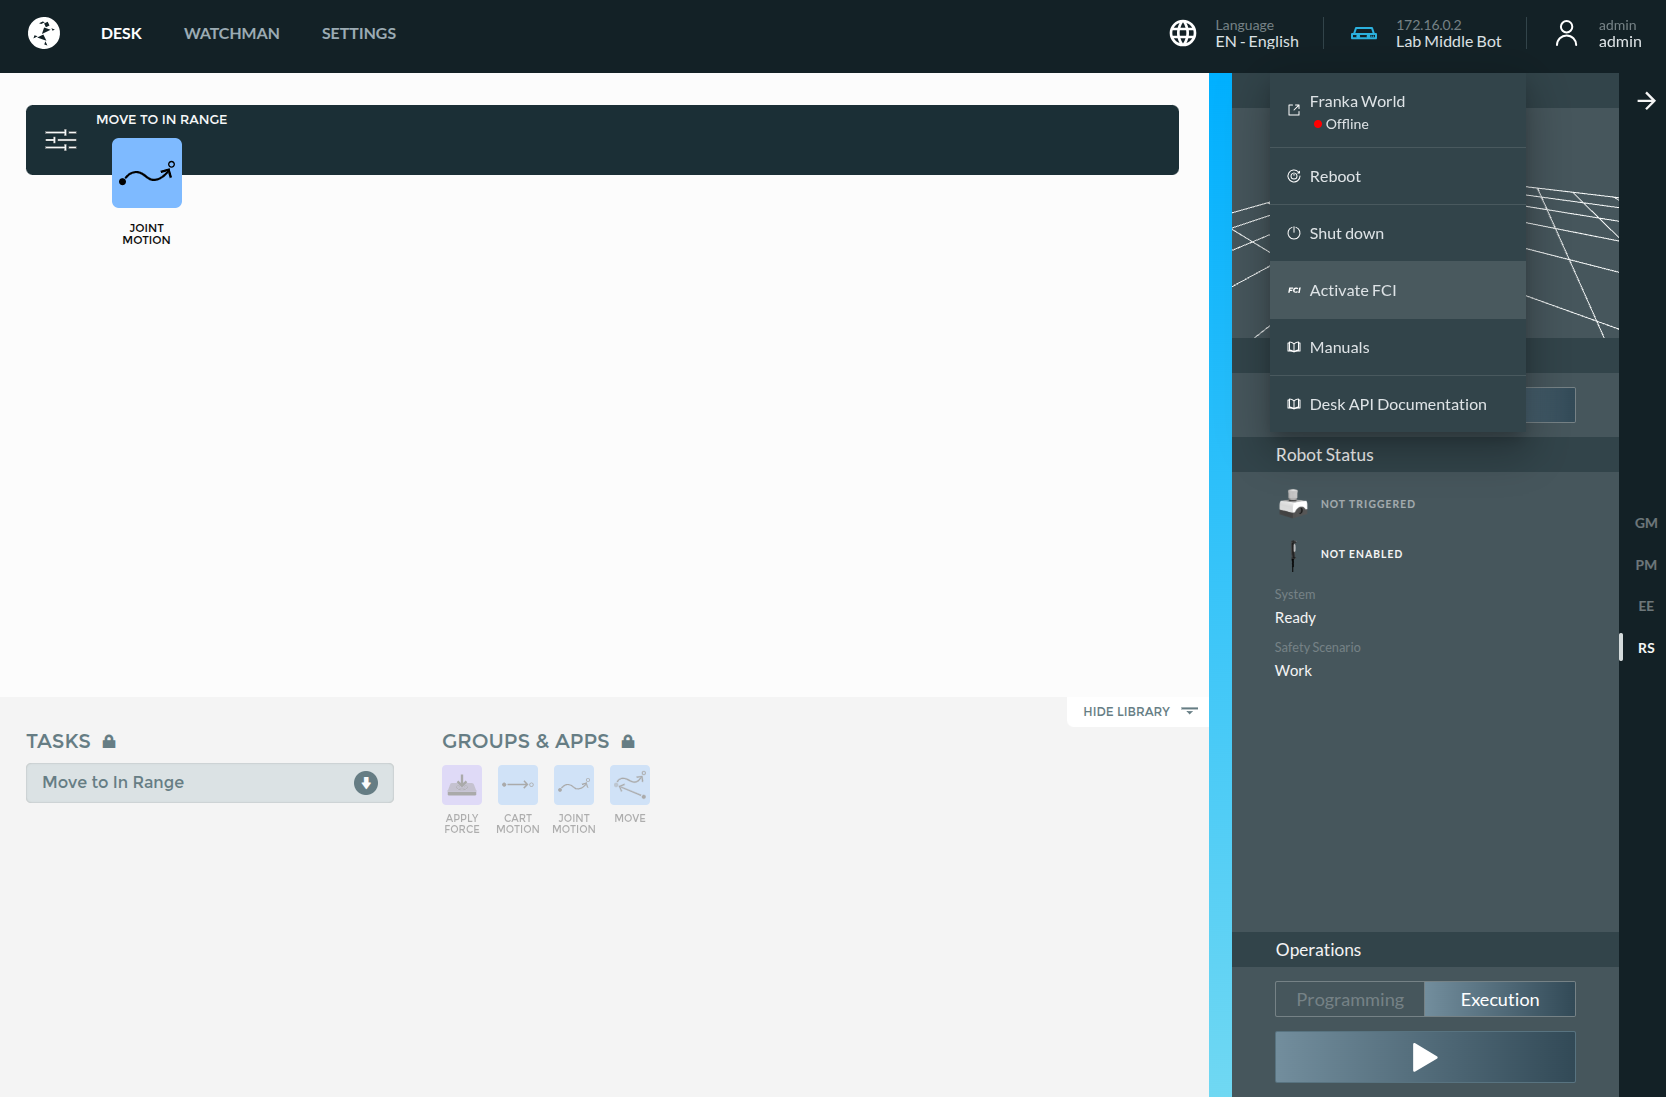 DESK
WATCHMAN
SETTINGS
Language
EN - English
172.16.0.2
Lab Middle Bot
admin
admin
MOVE TO IN RANGE
JOINT
MOTION
Franka World
Offline
Reboot
Shut down
FCI Activate FCI
Manuals
Desk API Documentation
Robot Status
NOT TRIGGERED
NOT ENABLED
System
Ready
Safety Scenario
Work
GM
PM
EE
RS
HIDE LIBRARY
TASKS
Move to In Range
GROUPS & APPS
APPLY
FORCE
CART
MOTION
JOINT
MOTION
MOVE
Operations
Programming
Execution